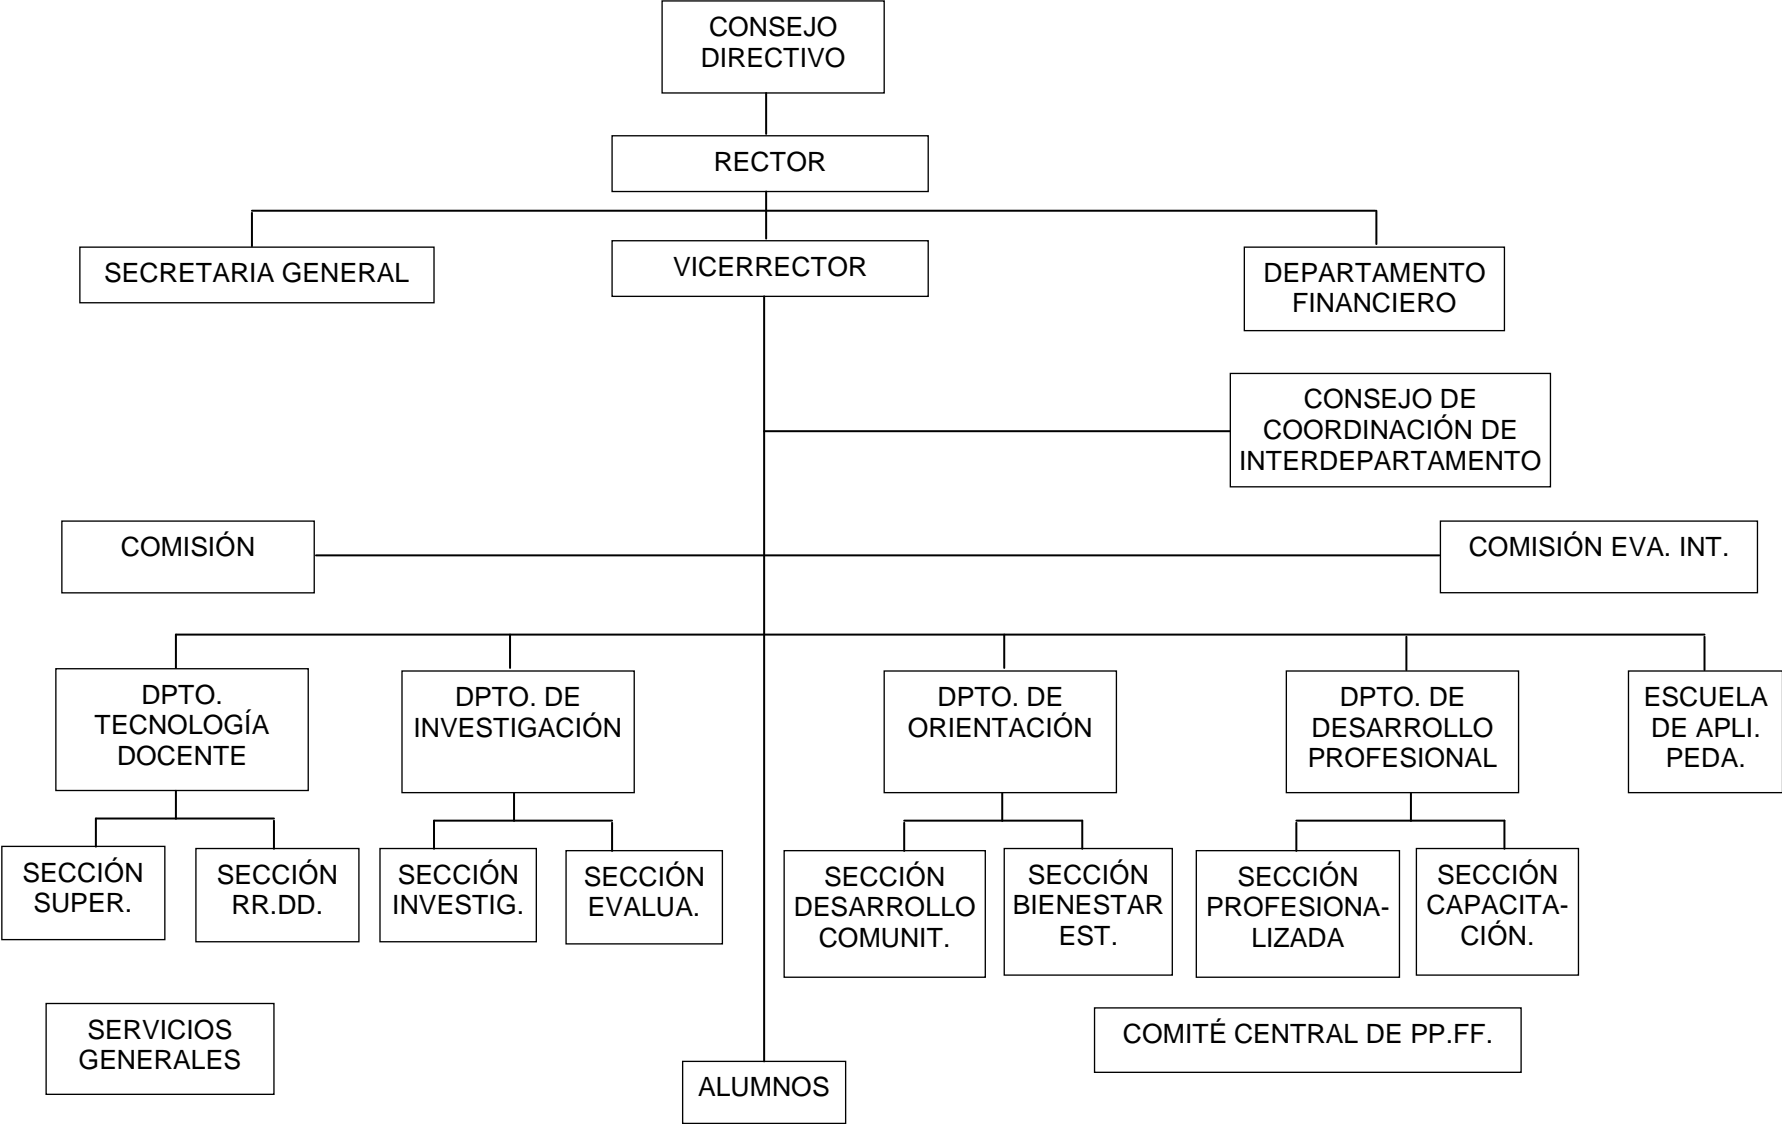 CONSEJO
DIRECTIVO
RECTOR
SECRETARIA GENERAL
VICERRECTOR
DEPARTAMENTO
FINANCIERO
CONSEJO DE
COORDINACIÓN DE
INTERDEPARTAMENTO
COMISIÓN
COMISIÓN EVA. INT.
DPTO.
TECNOLOGÍA
DOCENTE
DPTO. DE
INVESTIGACIÓN
DPTO. DE
ORIENTACIÓN
DPTO. DE
DESARROLLO
PROFESIONAL
ESCUELA
DE APLI.
PEDA.
SECCIÓN
SUPER.
SECCIÓN
RR.DD.
SECCIÓN
INVESTIG.
SECCIÓN
EVALUA.
SECCIÓN
DESARROLLO
COMUNIT.
SECCIÓN
BIENESTAR
EST.
SECCIÓN
PROFESIONA-
LIZADA
SECCIÓN
CAPACITA-
CIÓN.
SERVICIOS
GENERALES
COMITÉ CENTRAL DE PP.FF.
ALUMNOS